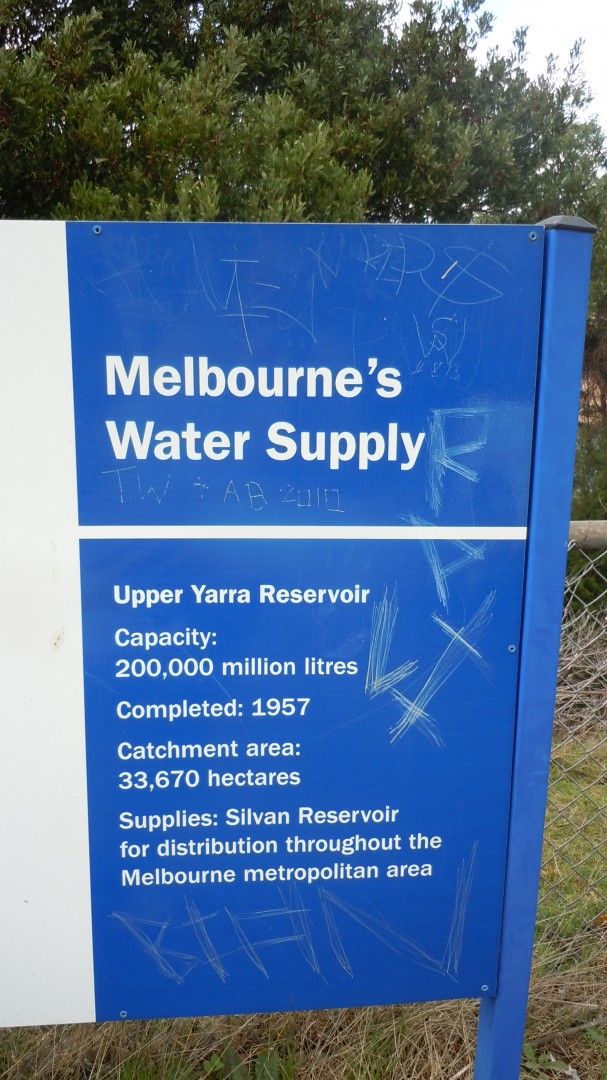 Melbourne's
Water Supply
TW + AB 2010
Upper Yarra Reservoir
Capacity:
200,000 million litres
Completed: 1957
Catchment area:
33,670 hectares
Supplies: Silvan Reservoir
for distribution throughout the
Melbourne metropolitan area